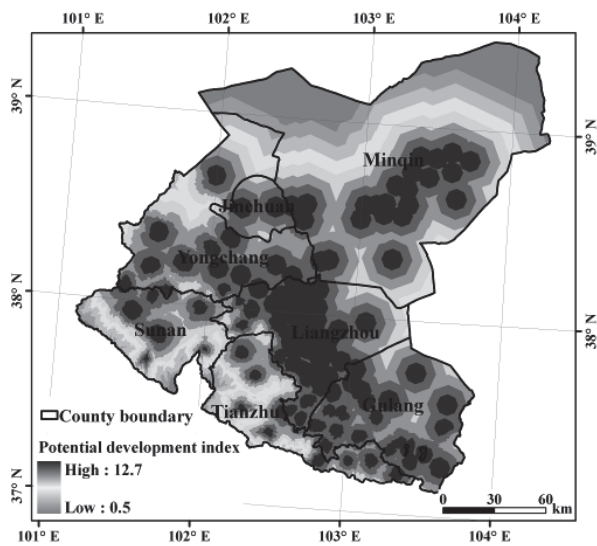 101° E 102° E 103° E 104° E
39° N
39° N
Minqin
Jinchuan
Yongchang
38° N
38° N
Liangzhou
Sunan
Tianzhu
Gulang
County boundary
Potential development index
High : 12.7
Low : 0.5
37° N
0 30 60
km
101° E 102° E 103° E 104° E